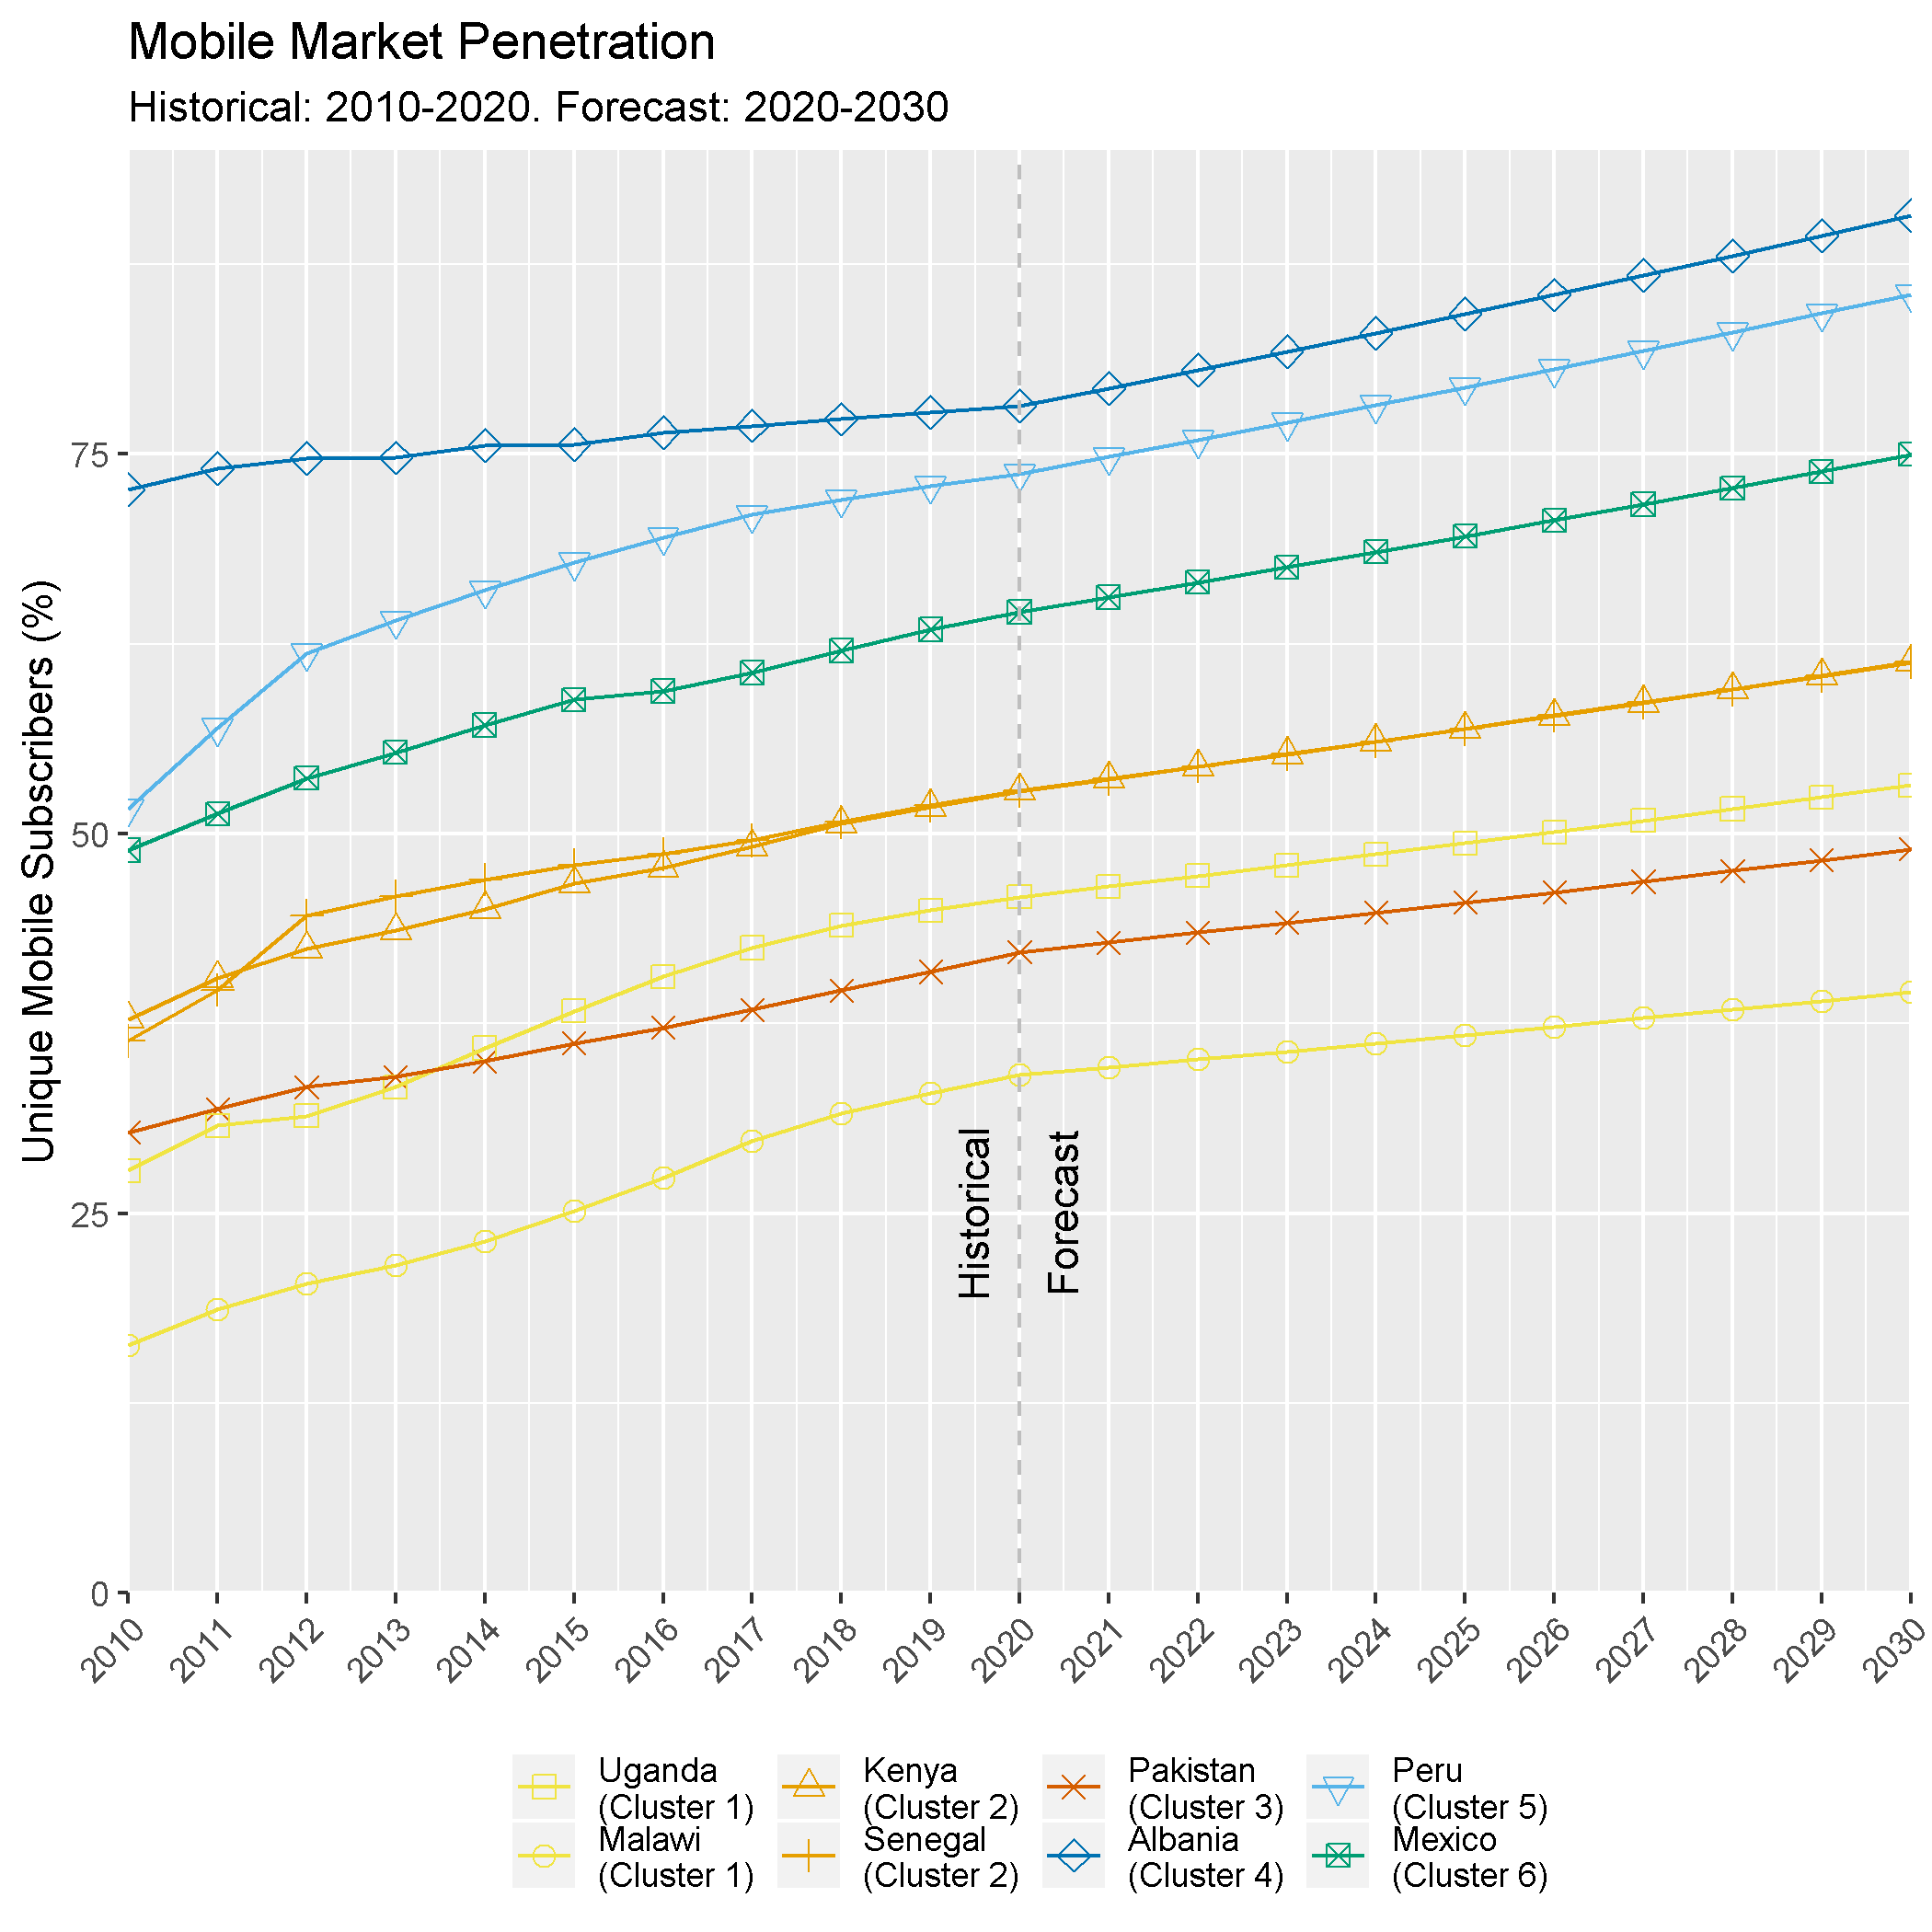 Mobile Market Penetration
Historical: 2010-2020. Forecast: 2020-2030
Unique Mobile Subscribers (%)
75
50
25
0
Historical
Forecast
2010
2011
2012
2013
2014
2015
2016
2017
2018
2019
2020
2021
2022
2023
2024
2025
2026
2027
2028
2029
2030
Uganda
(Cluster 1)
Malawi
(Cluster 1)
Kenya
(Cluster 2)
Senegal
(Cluster 2)
Pakistan
(Cluster 3)
Albania
(Cluster 4)
Peru
(Cluster 5)
Mexico
(Cluster 6)